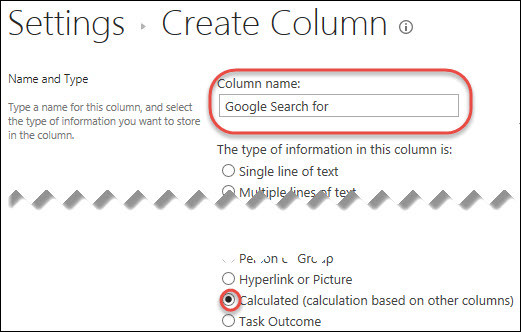 Settings ▸ Create Column
Name and Type
Type a name for this column, and select
the type of information you want to store
in the column.
Column name:
Google Search for
The type of information in this column is:
Single line of text
Multiple lines of text
Person or Group
Hyperlink or Picture
Calculated (calculation based on other columns)
Task Outcome